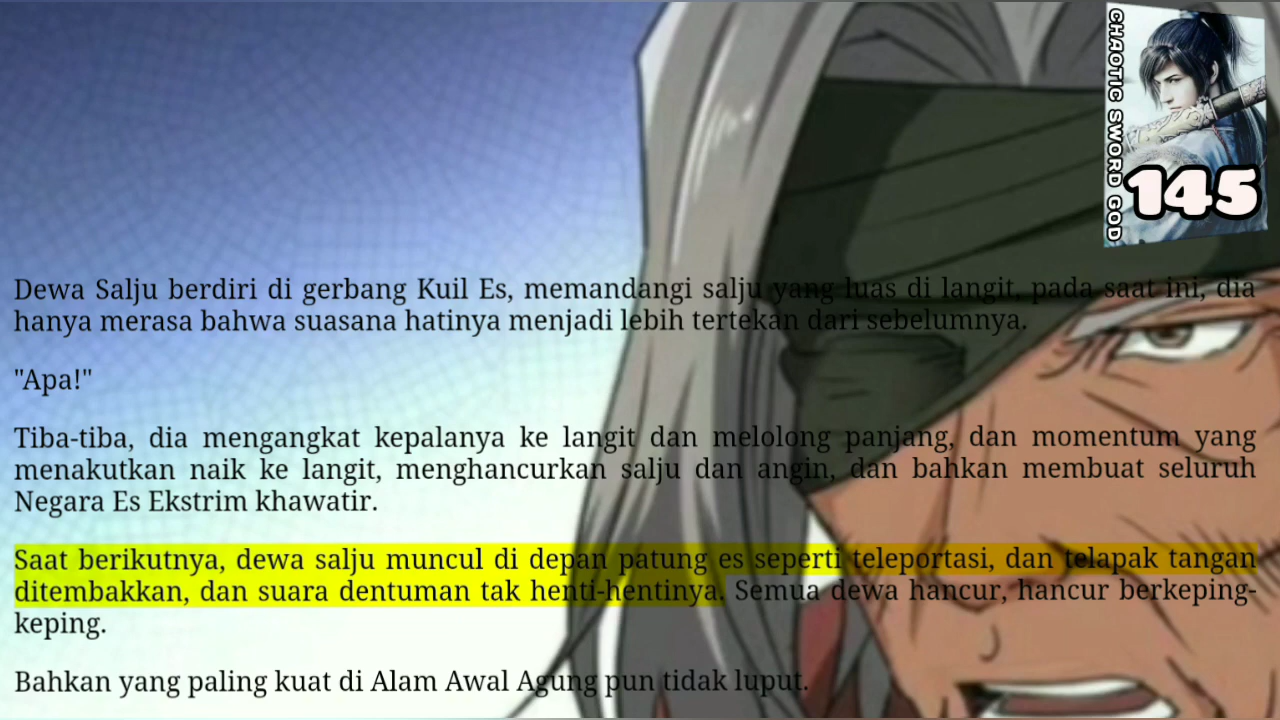 CHAOTIC SWORD GOD
145
Dewa Salju berdiri di gerbang Kuil Es, memandangi salju yang luas di langit, pada saat ini, dia
hanya merasa bahwa suasana hatinya menjadi lebih tertekan dari sebelumnya.
"Apa!"
Tiba-tiba, dia mengangkat kepalanya ke langit dan melolong panjang, dan momentum yang
menakutkan naik ke langit, menghancurkan salju dan angin, dan bahkan membuat seluruh
Negara Es Ekstrim khawatir.
Saat berikutnya, dewa salju muncul di depan patung es seperti teleportasi, dan telapak tangan
ditembakkan, dan suara dentuman tak henti-hentinya. Semua dewa hancur, hancur berkeping-
keping.
Bahkan yang paling kuat di Alam Awal Agung pun tidak luput.